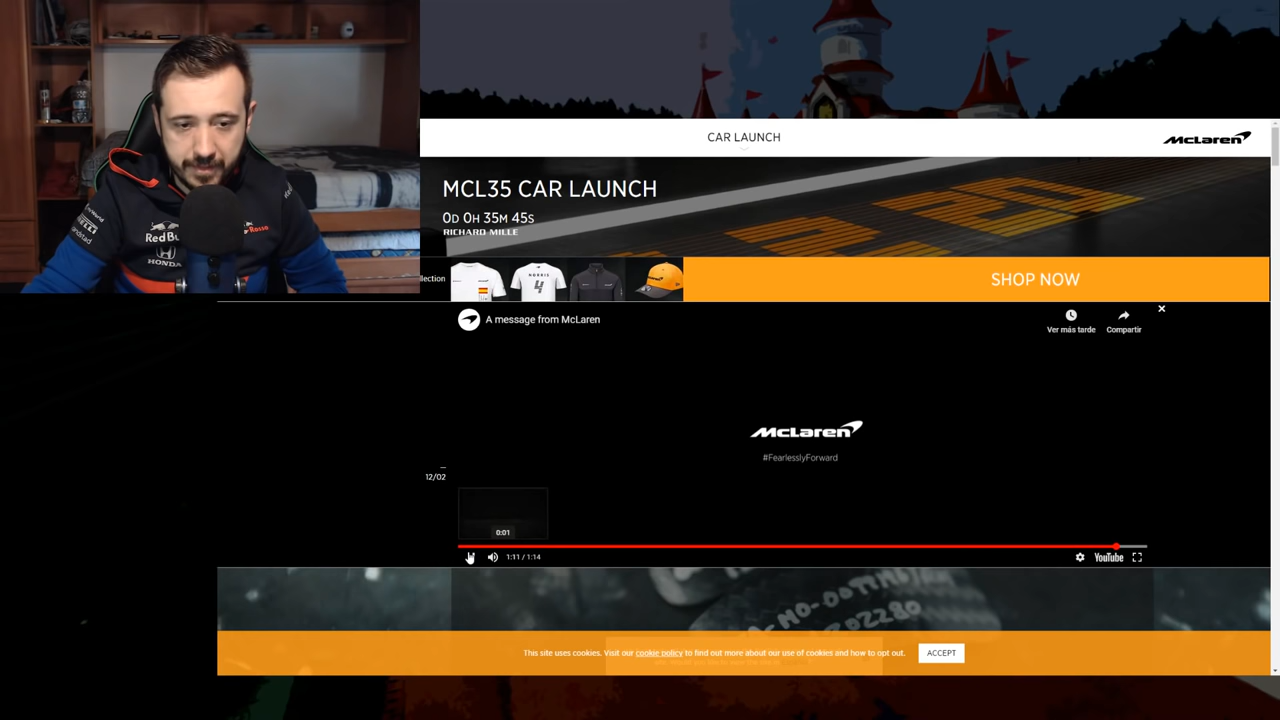 CAR LAUNCH
McLaren
MCL35 CAR LAUNCH
0D 0H 35M 45S
RICHARD MILLE
llection
NORRIS
4
SHOP NOW
Red Bu
HONDA
A message from McLaren
Ver más tarde
Compartir
McLaren
#FearlesslyForward
12/02
0:01
1:11 / 1:14
YouTube
This site uses cookies. Visit our cookie policy to find out more about our use of cookies and how to opt out.
ACCEPT